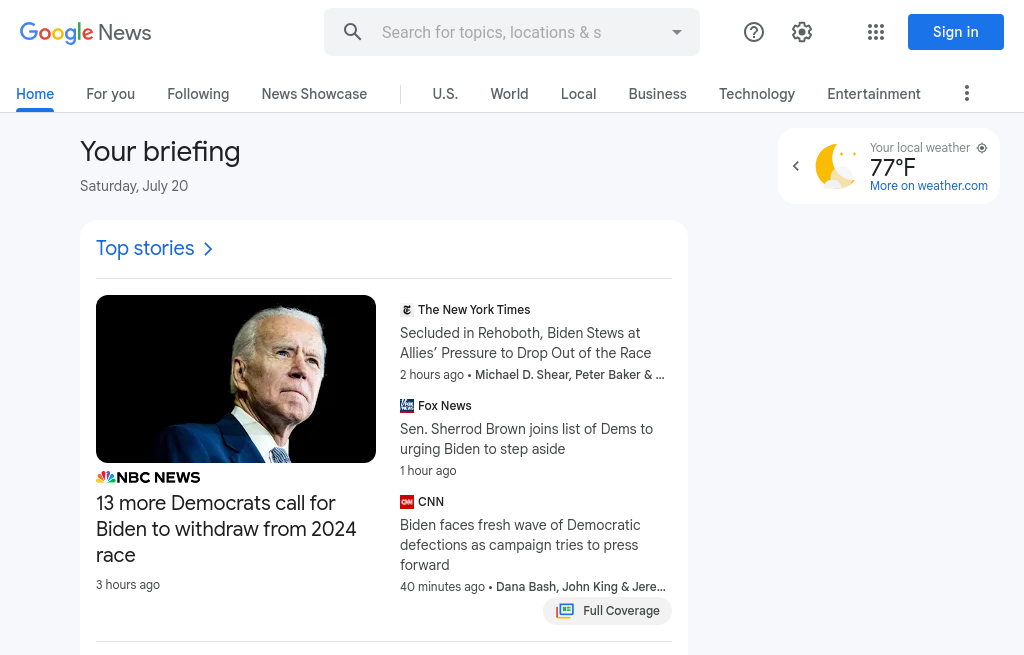 Google News
Search for topics, locations & s
Sign in
Home
For you
Following
News Showcase
U.S.
World
Local
Business
Technology
Entertainment
Your briefing
Saturday, July 20
Your local weather
77°F
More on weather.com
Top stories
NBC NEWS
13 more Democrats call for
Biden to withdraw from 2024
race
3 hours ago
The New York Times
Secluded in Rehoboth, Biden Stews at
Allies’ Pressure to Drop Out of the Race
2 hours ago • Michael D. Shear, Peter Baker & ...
Fox News
Sen. Sherrod Brown joins list of Dems to
urging Biden to step aside
1 hour ago
CNN
CNN
Biden faces fresh wave of Democratic
defections as campaign tries to press
forward
40 minutes ago • Dana Bash, John King & Jere...
Full Coverage